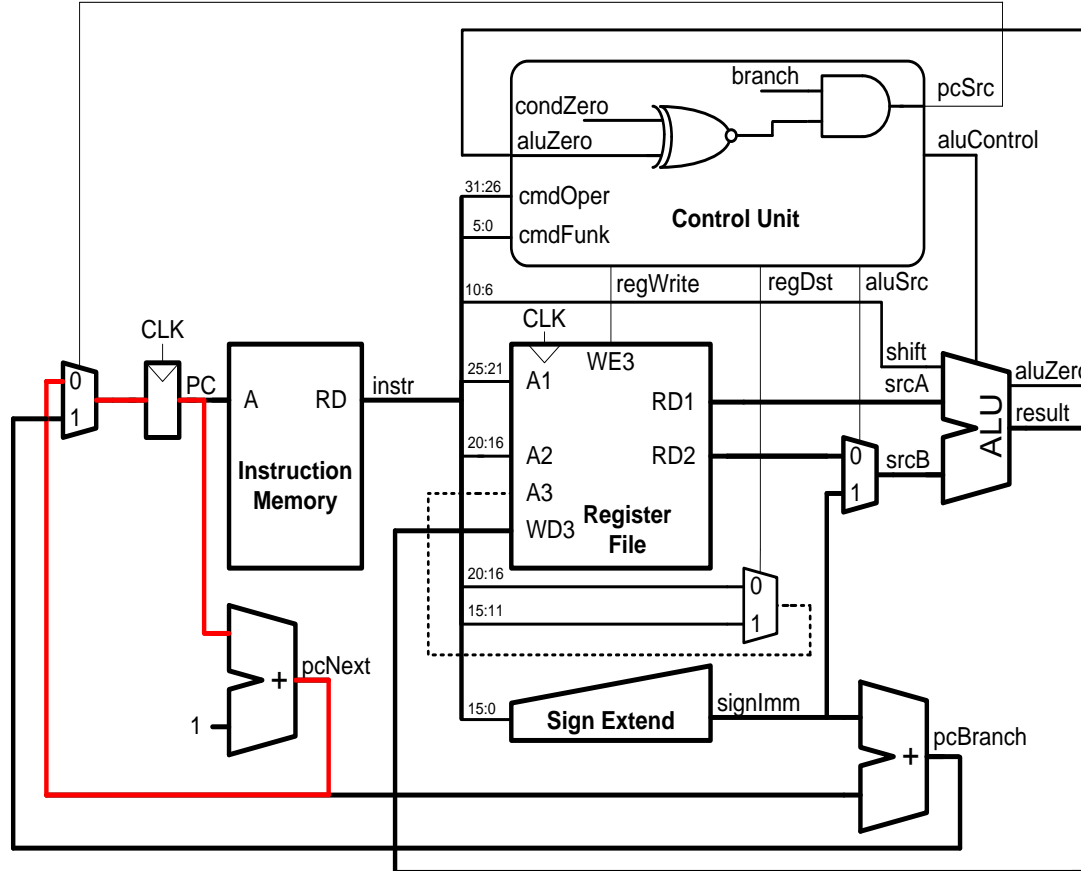 branch
pcSrc
condZero
aluZero
aluControl
31:26
cmdOper
Control Unit
5:0
cmdFunk
regWrite
regDst
aluSrc
10:6
CLK
CLK
shift
WE3
0
PC
A
RD
instr
25:21
A1
srcA
aluZero
1
RD1
result
ALU
20:16
A2
RD2
0
srcB
Instruction
Memory
A3
1
Register
File
WD3
20:16
0
15:11
1
pcNext
+
1
15:0
Sign Extend
signImm
pcBranch
+